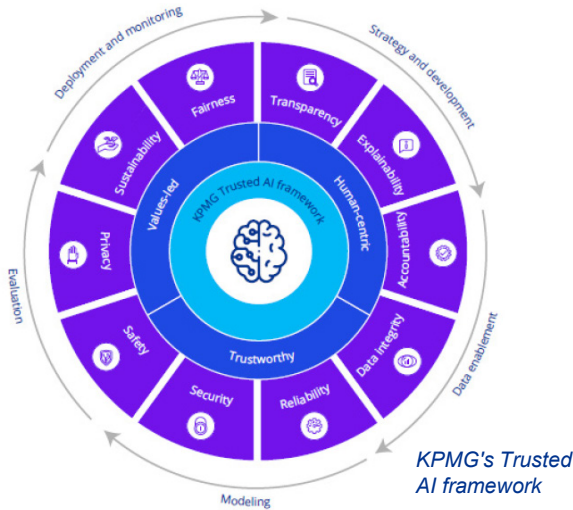 Deployment and monitoring
Strategy and development
Data enablement
Modeling
Evaluation
Fairness
Transparency
Explainability
Accountability
Data integrity
Reliability
Security
Safety
Privacy
Sustainability
Values-led
Human-centric
Trustworthy
KPMG Trusted AI framework
KPMG's Trusted
AI framework